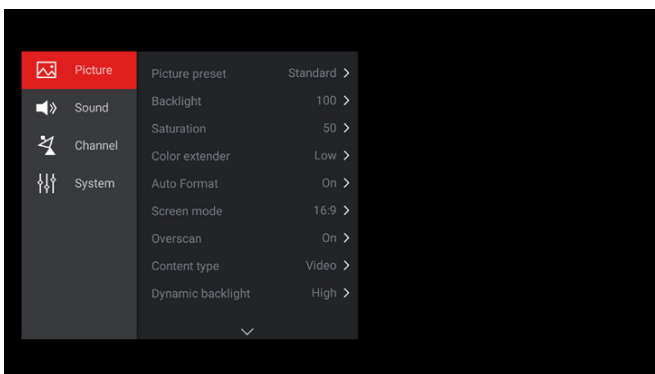 Picture
Sound
Channel
System
Picture preset Standard
Backlight 100
Saturation 50
Color extender Low
Auto Format On
Screen mode 16:9
Overscan On
Content type Video
Dynamic backlight High